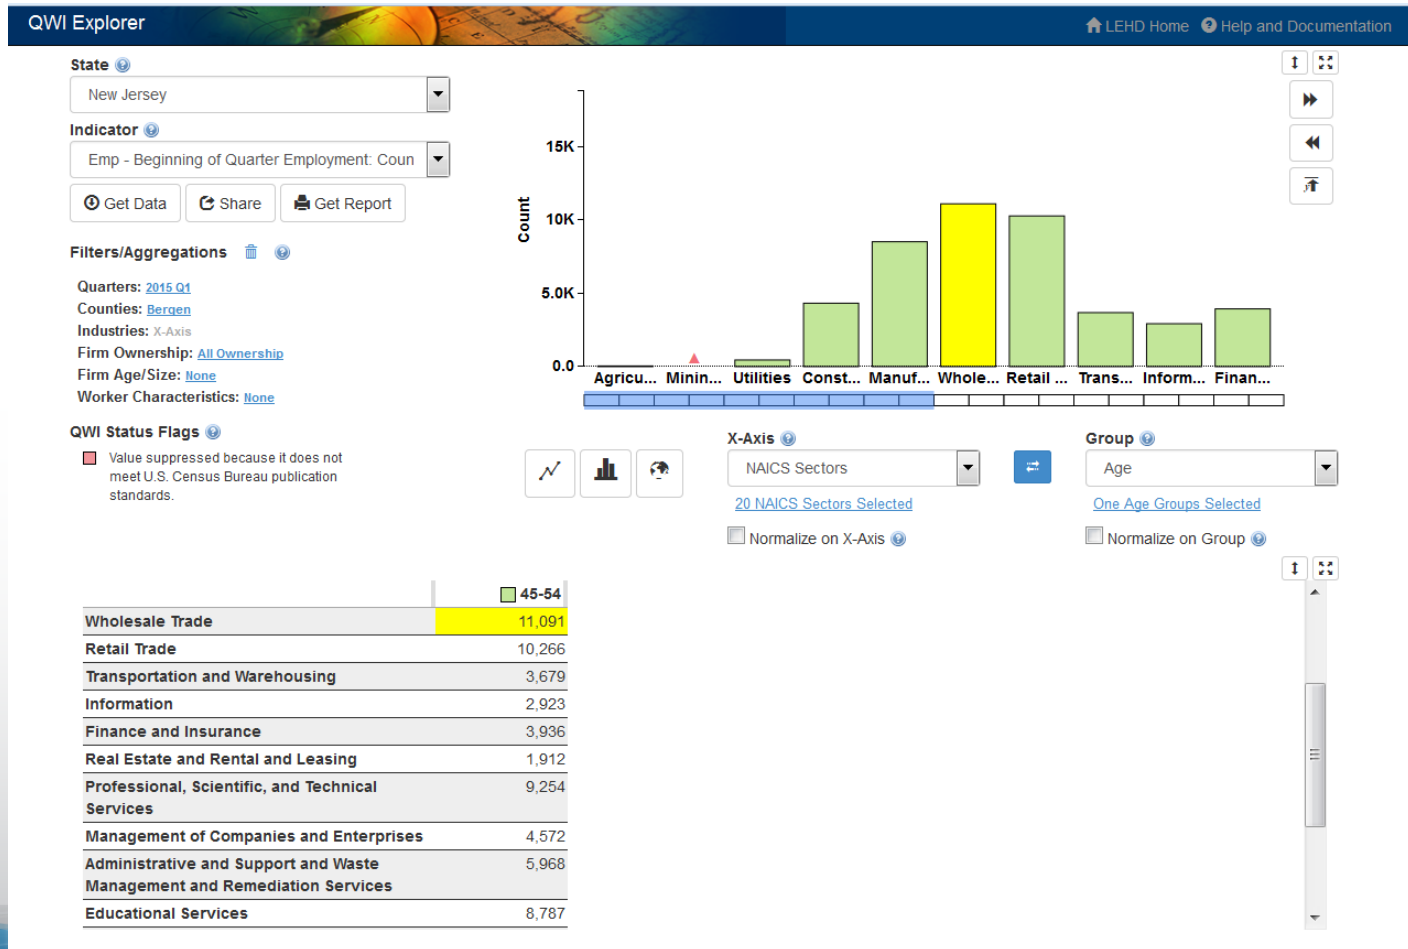 QWI Explorer
LEHD Home
Help and Documentation
State
New Jersey
Indicator
Emp - Beginning of Quarter Employment: Coun
Get Data
Share
Get Report
Filters/Aggregations
Quarters: 2015 Q1
Counties: Bergen
Industries: X-Axis
Firm Ownership: All Ownership
Firm Age/Size: None
Worker Characteristics: None
QWI Status Flags
Value suppressed because it does not
meet U.S. Census Bureau publication
standards.
Count
15K
10K
5.0K
0.0
Agricu... Minin... Utilities Const... Manuf... Whole... Retail ... Trans... Inform... Finan...
X-Axis
NAICS Sectors
20 NAICS Sectors Selected
Normalize on X-Axis
Group
Age
One Age Groups Selected
Normalize on Group
45-54
Wholesale Trade 11,091
Retail Trade 10,266
Transportation and Warehousing 3,679
Information 2,923
Finance and Insurance 3,936
Real Estate and Rental and Leasing 1,912
Professional, Scientific, and Technical 9,254
Services
Management of Companies and Enterprises 4,572
Administrative and Support and Waste 5,968
Management and Remediation Services
Educational Services 8,787